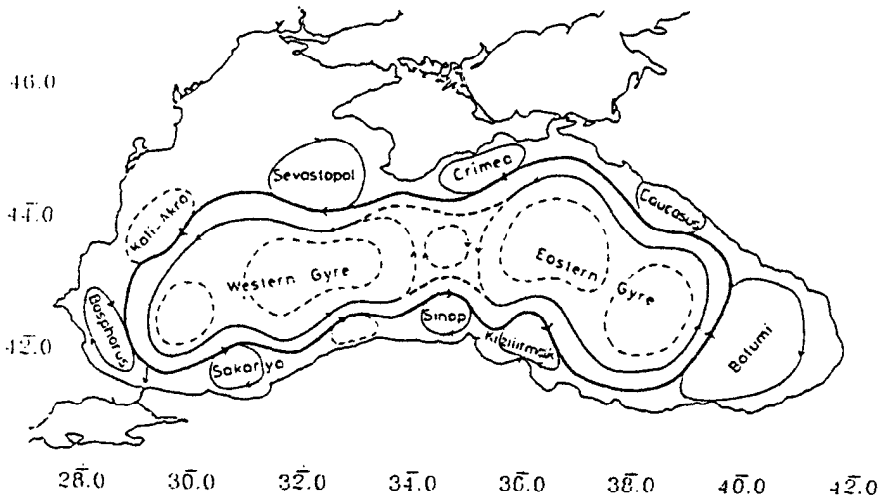 46.0
Crimea
Sevastopol
44.0
Kali-Akra
Caucasus
Western Gyre
Eastern
Gyre
Bosphorus
Sinop
42.0
Kizilirmak
Batumi
Sakarya
28.0 30.0 32.0 34.0 36.0 38.0 40.0 42.0